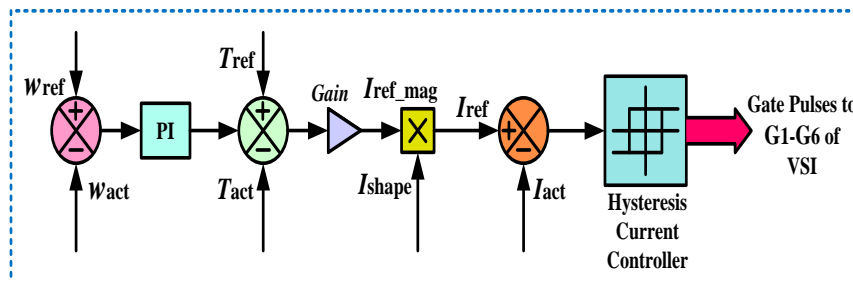 wref
+
−
wact
PI
Tref
+
−
Tact
Gain
Iref_mag
X
Ishape
Iref
+
−
Iact
Hysteresis
Current
Controller
Gate Pulses to
G1-G6 of
VSI